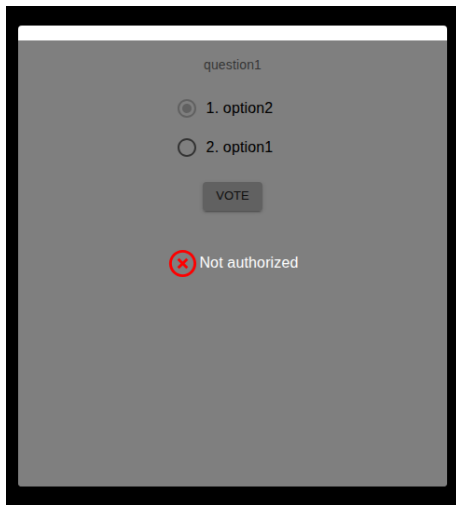 question1
1. option2
2. option1
VOTE
Not authorized